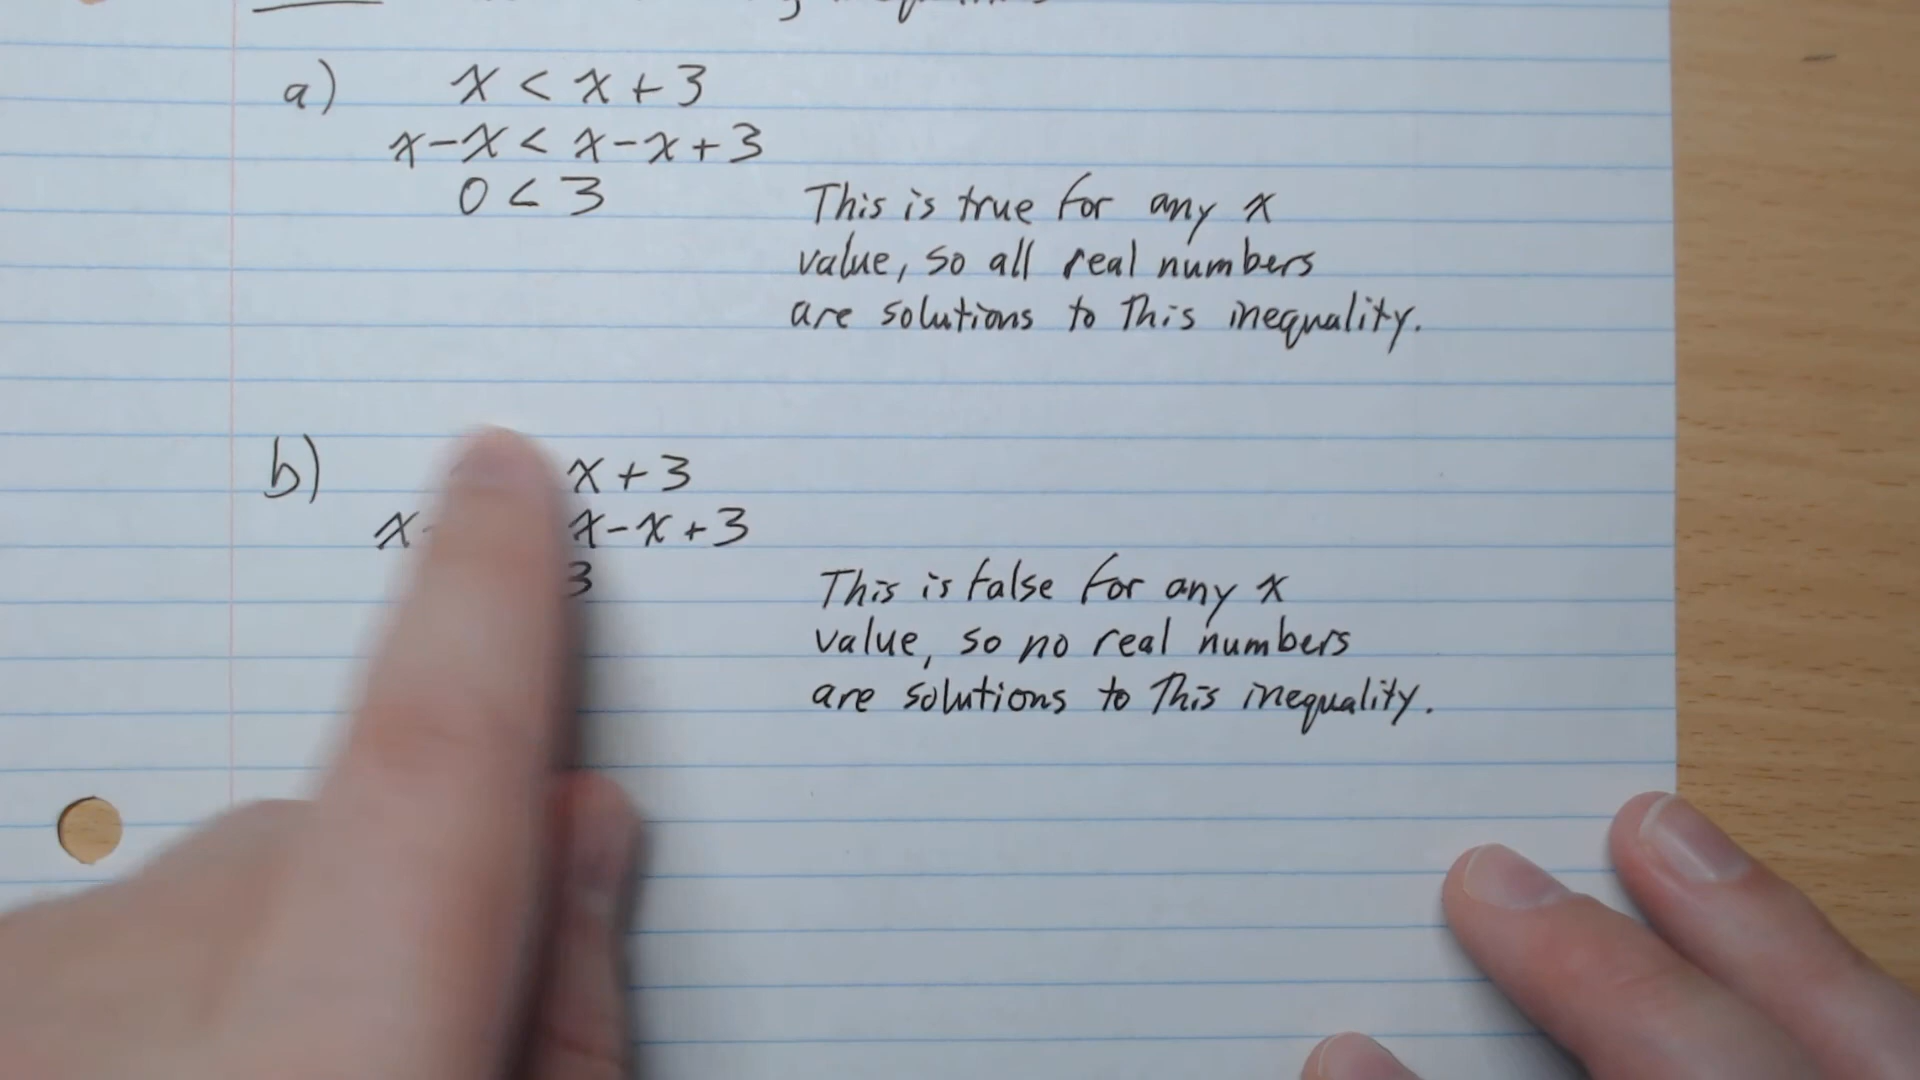 a) x < x + 3
x - x < x - x + 3
0 < 3
This is true for any x
value, so all real numbers
are solutions to this inequality.
b) x + 3
x - x - x + 3
3
This is false for any x
value, so no real numbers
are solutions to this inequality.